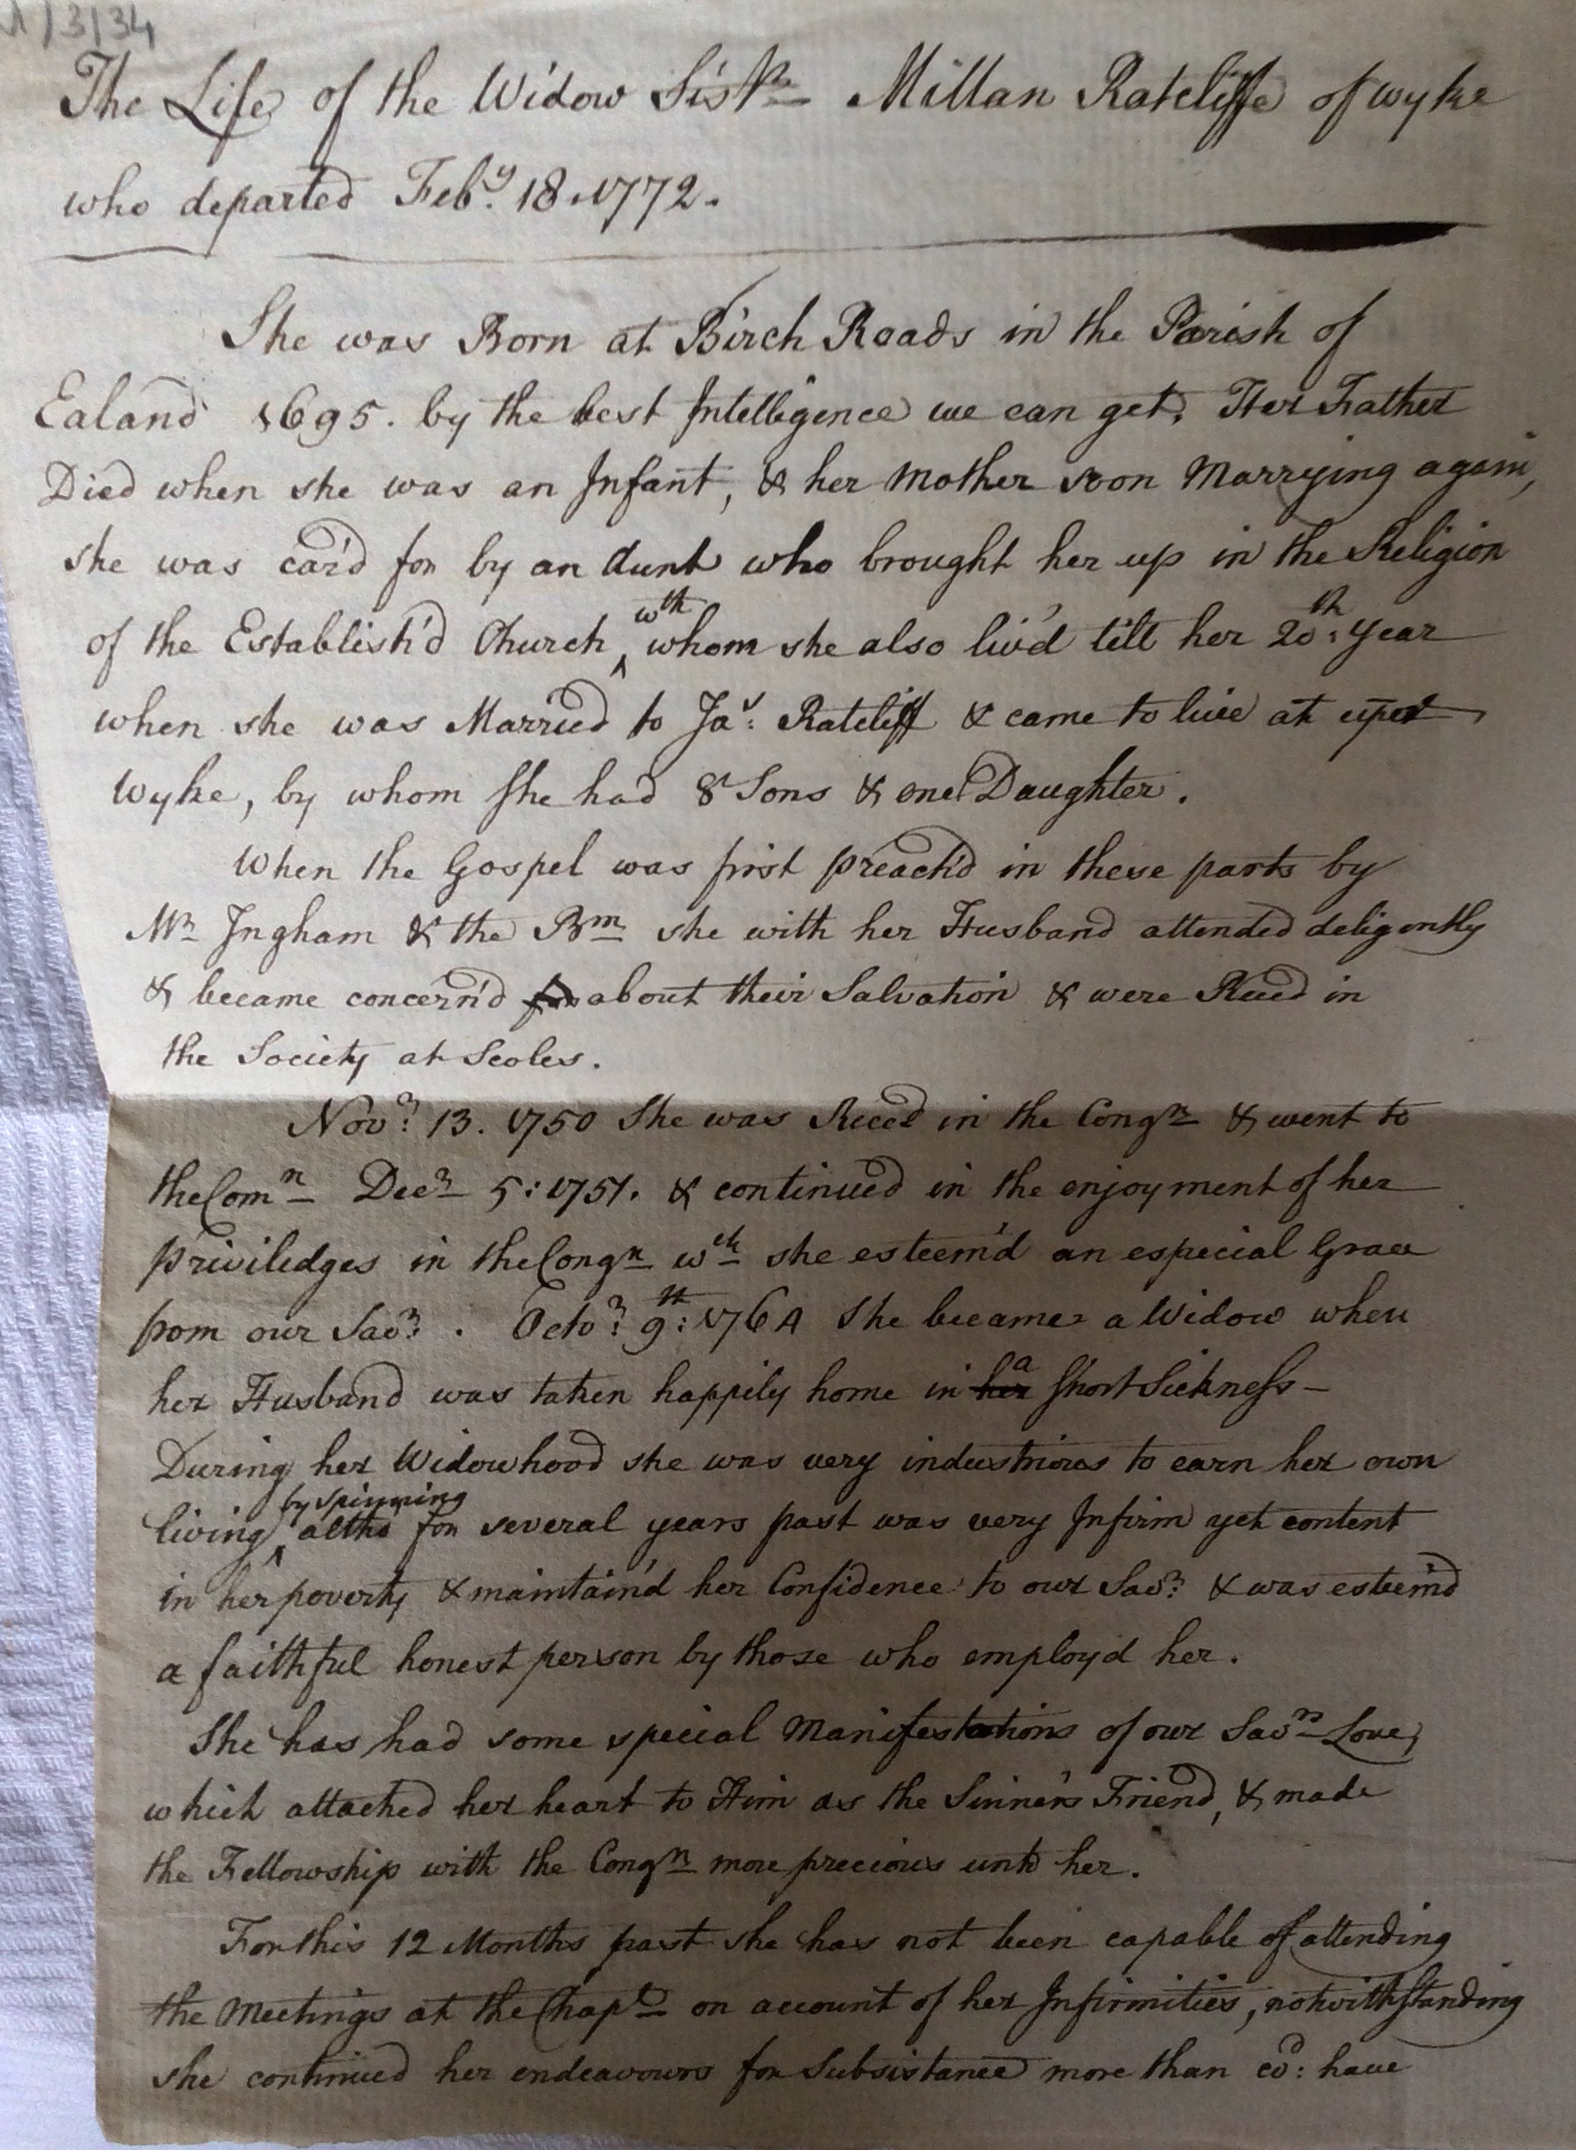 /3/34
The Life of the Widow Sistr Millan Ratcliffe of wyke
who departed Feby. 18. 1772.
She was Born at Birch Roads in the Parish of
Ealand 1695. by the best Intelligence we can get. Her Father
Died when she was an Infant, & her Mother soon Marrying again,
she was car'd for by an Aunt who brought her up in the Religion
of the Establish'd Church ^ wth whom she also liv'd till her 20th: Year
when she was Married to Jas: Ratcliff & came to live at uper
Wyke, by whom she had 8 Sons & one Daughter.
When the Gospel was first preach'd in these parts by
Mr Ingham & the Brn she with her Husband attended deligently
& became concern'd for about their Salvation & were Recd in
the Society at Scoles.
Novr: 13. 1750 She was Reced in the Congn & went to
the Comn Decr 5: 1751. & continued in the enjoyment of her
priviledges in the Congn wch she esteem'd an especial Grace
from our Savr: . Octor: 9th: 1764 She became a Widow when
her Husband was taken happily home in her a short Sickness –
During her Widowhood she was very industrious to earn her own
living ^ by spinning altho' for several years past was very Infirm yet content
in her poverty & maintain'd her Confidence to our Savr: & was esteem'd
a faithful honest person by those who employ'd her.
She has had some special Manifestations of our Savrs Love,
which attached her heart to Him as the Sinner's Friend, & made
the Fellowship with the Congn more precious unto her.
For this 12 Months past she has not been capable of attending
the Meetings at the Chapl on account of her Infirmities, notwithstanding
she continued her endeavours for Subsistance more than cd: have